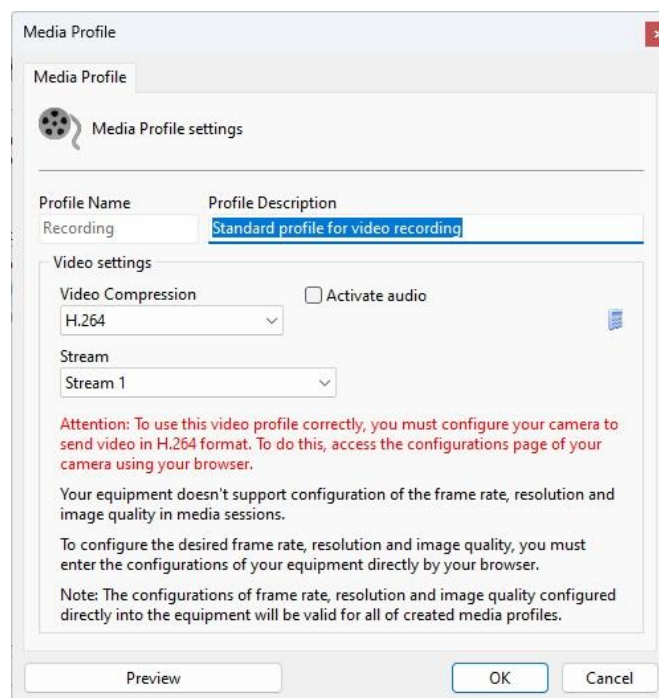 Media Profile
Media Profile
Media Profile settings
Profile Name Profile Description
Recording Standard profile for video recording
Video settings
Video Compression Activate audio
H.264
Stream
Stream 1
Attention: To use this video profile correctly, you must configure your camera to
send video in H.264 format. To do this, access the configurations page of your
camera using your browser.
Your equipment doesn't support configuration of the frame rate, resolution and
image quality in media sessions.
To configure the desired frame rate, resolution and image quality, you must
enter the configurations of your equipment directly by your browser.
Note: The configurations of frame rate, resolution and image quality configured
directly into the equipment will be valid for all of created media profiles.
Preview OK Cancel